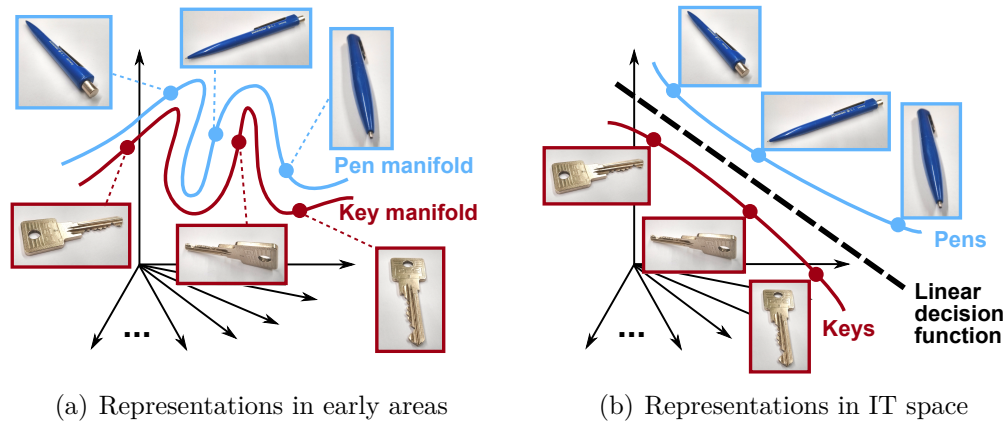 Pen manifold
Key manifold
...
(a) Representations in early areas
Pens
Keys
Linear
decision
function
...
(b) Representations in IT space